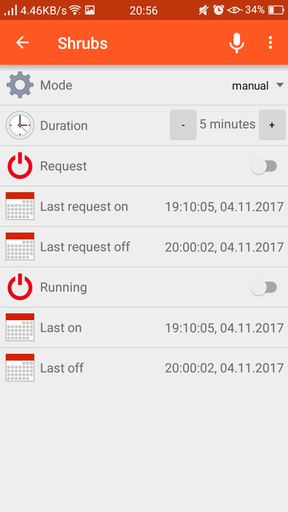 4.46KB/s 20:56 34%
Shrubs
Mode manual
Duration - 5 minutes +
Request
Last request on 19:10:05, 04.11.2017
Last request off 20:00:02, 04.11.2017
Running
Last on 19:10:05, 04.11.2017
Last off 20:00:02, 04.11.2017